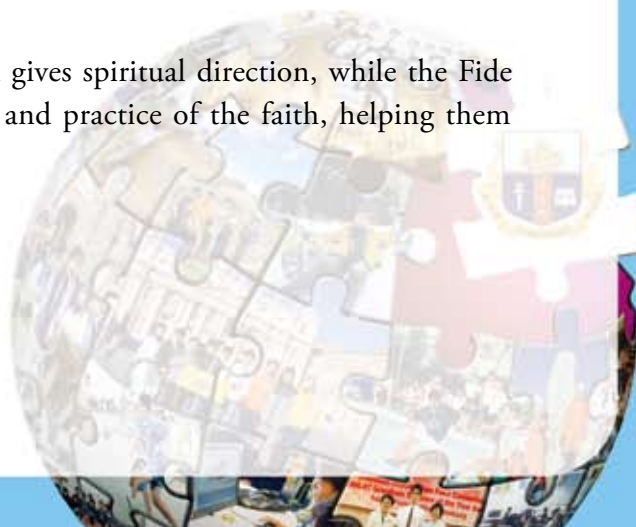 gives spiritual direction, while the Fide
and practice of the faith, helping them